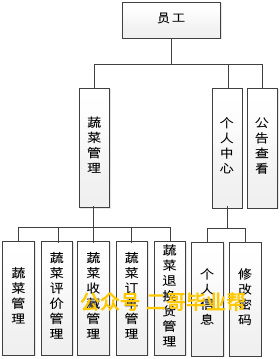 员工
蔬菜管理
个人中心
公告查看
蔬菜管理
蔬菜评价管理
蔬菜收藏管理
蔬菜订单管理
蔬菜退换货管理
个人信息
修改密码
公众号 二哥毕业帮